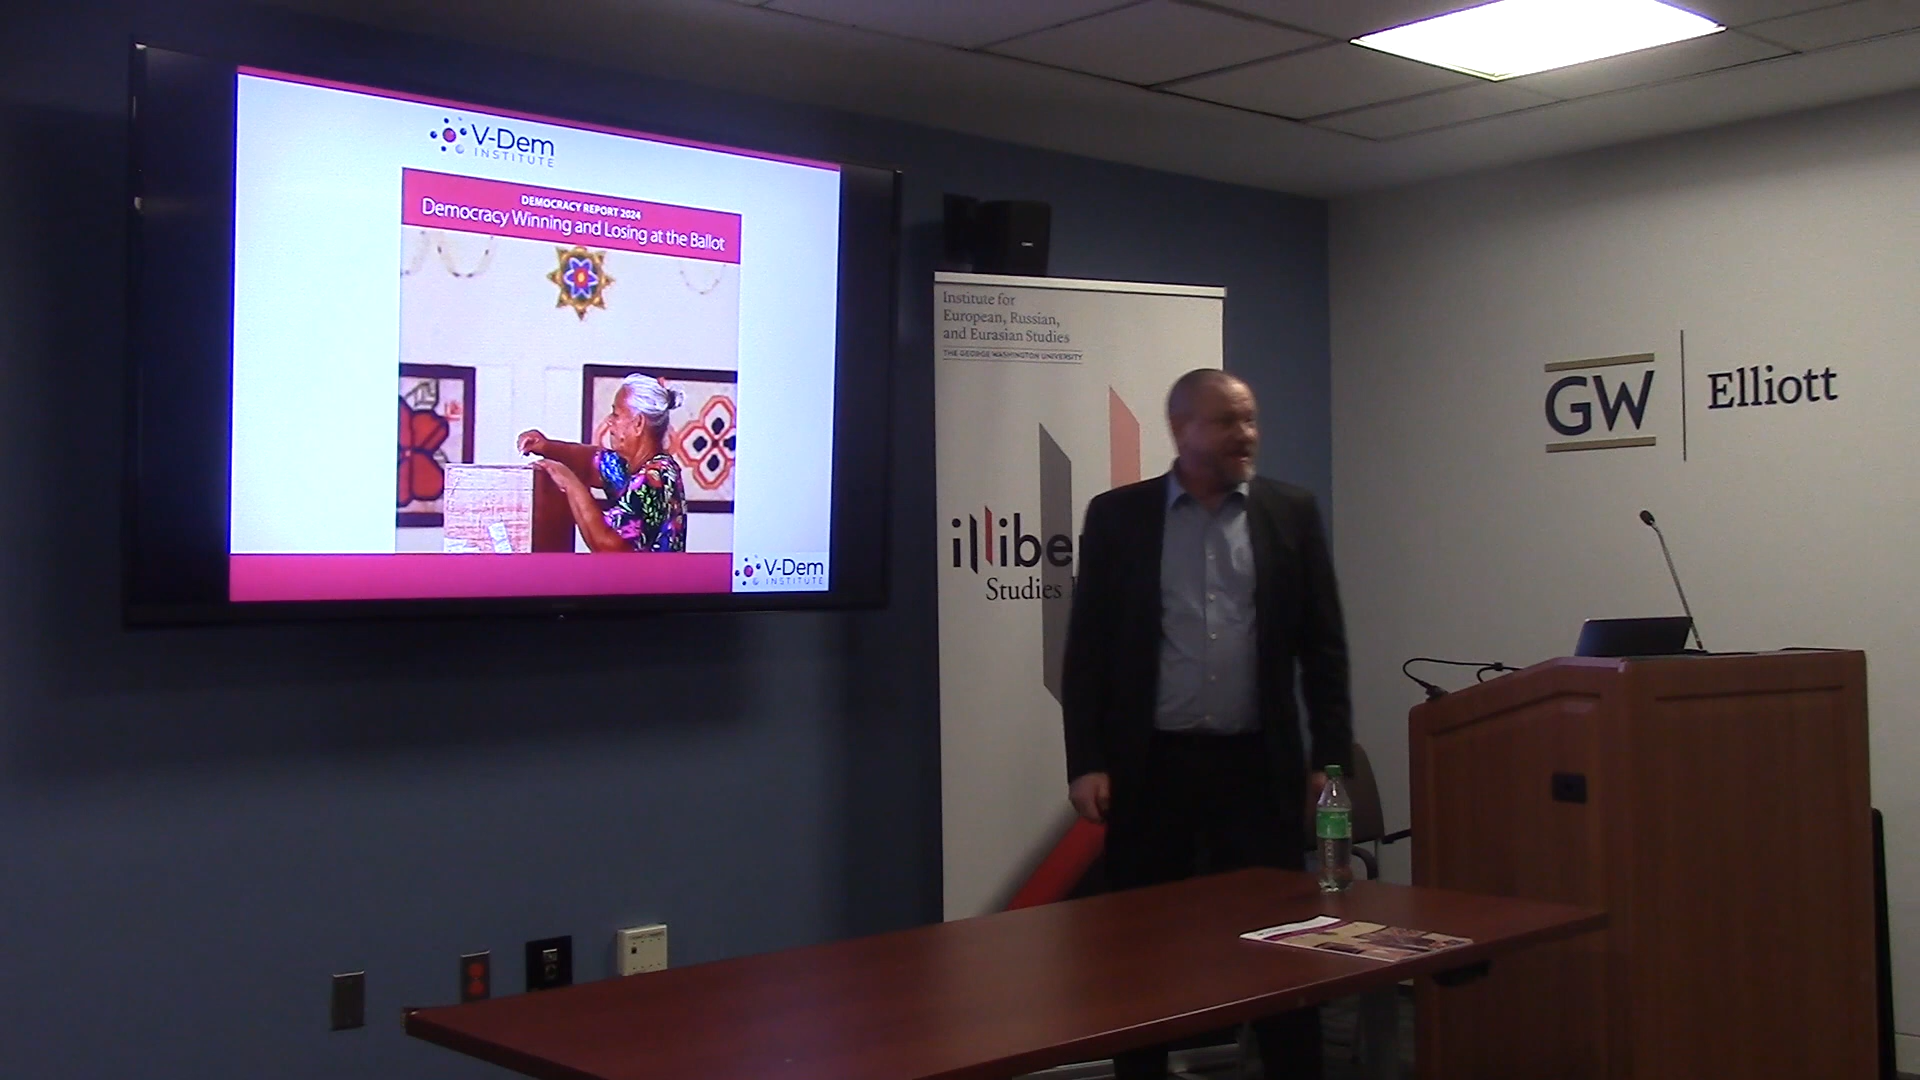 V-Dem
INSTITUTE
DEMOCRACY REPORT 2024
Democracy Winning and Losing at the Ballot
V-Dem
INSTITUTE
Institute for
European, Russian,
and Eurasian Studies
THE GEORGE WASHINGTON UNIVERSITY
illibe
Studies
GW
Elliott